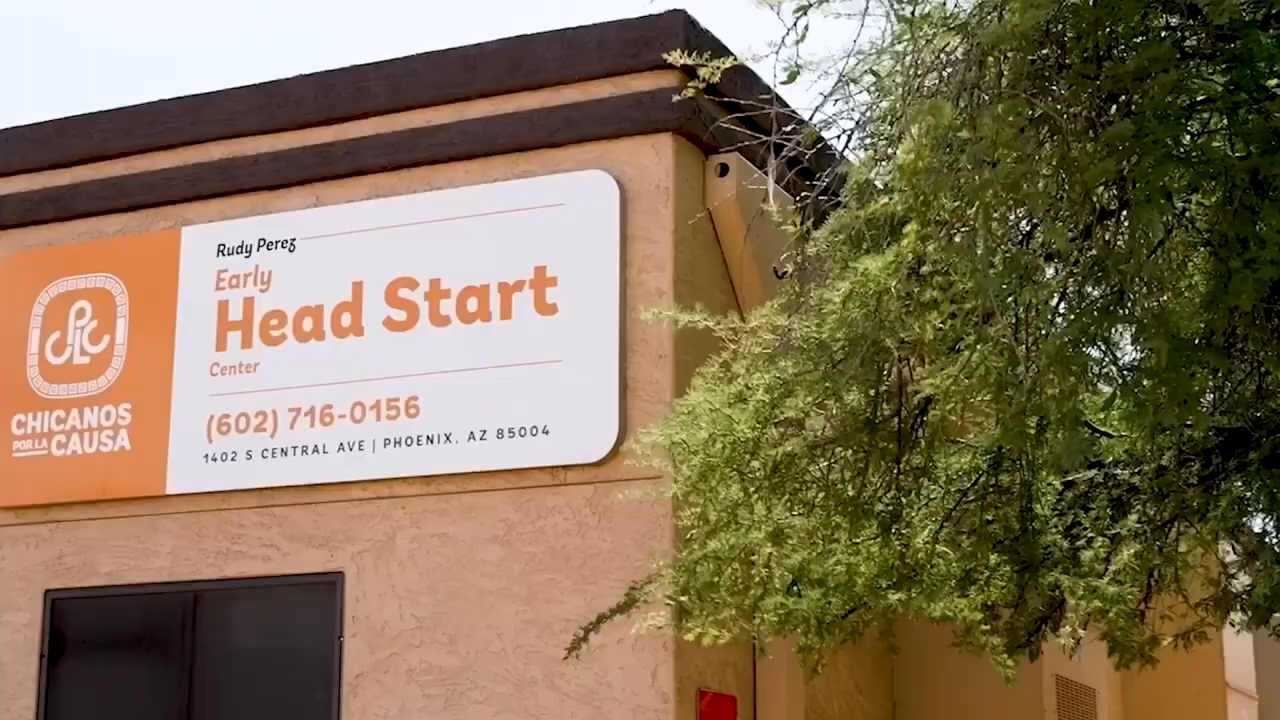 CPLC
CHICANOS
POR LA CAUSA
Rudy Perez
Early
Head Start
Center
(602) 716-0156
1402 S CENTRAL AVE | PHOENIX, AZ 85004